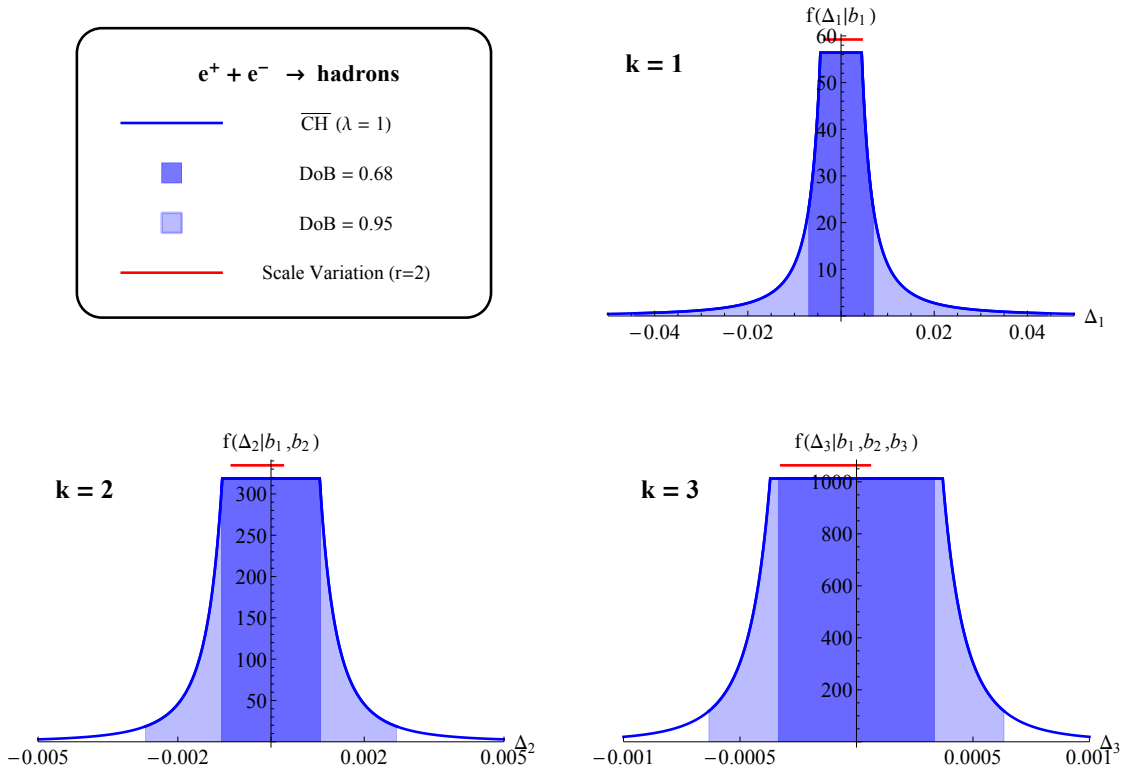 e⁺ + e⁻ → hadrons
C̅H̅ (λ = 1)
DoB = 0.68
DoB = 0.95
Scale Variation (r=2)
f(Δ₁|b₁)
k = 1
60
50
40
30
20
10
−0.04 −0.02 0.02 0.04 Δ₁
f(Δ₂|b₁,b₂)
k = 2
300
250
200
150
100
50
−0.005 −0.002 0.002 0.005 Δ₂
f(Δ₃|b₁,b₂,b₃)
k = 3
1000
800
600
400
200
−0.001 −0.0005 0.0005 0.001 Δ₃